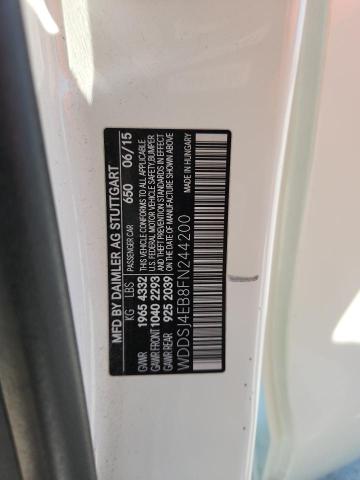 MFD BY DAIMLER AG STUTTGART
PASSENGER CAR 650 06/15
KG LBS THIS VEHICLE CONFORMS TO ALL APPLICABLE
GVWR 1965 4332 U.S. FEDERAL MOTOR VEHICLE SAFETY,BUMPER
GAWR FRONT 1040 2293 AND THEFT PREVENTION STANDARDS IN EFFECT
GAWR REAR 925 2039 ON THE DATE OF MANUFACTURE SHOWN ABOVE
WDDSJ4EB8FN244200 MADE IN HUNGARY